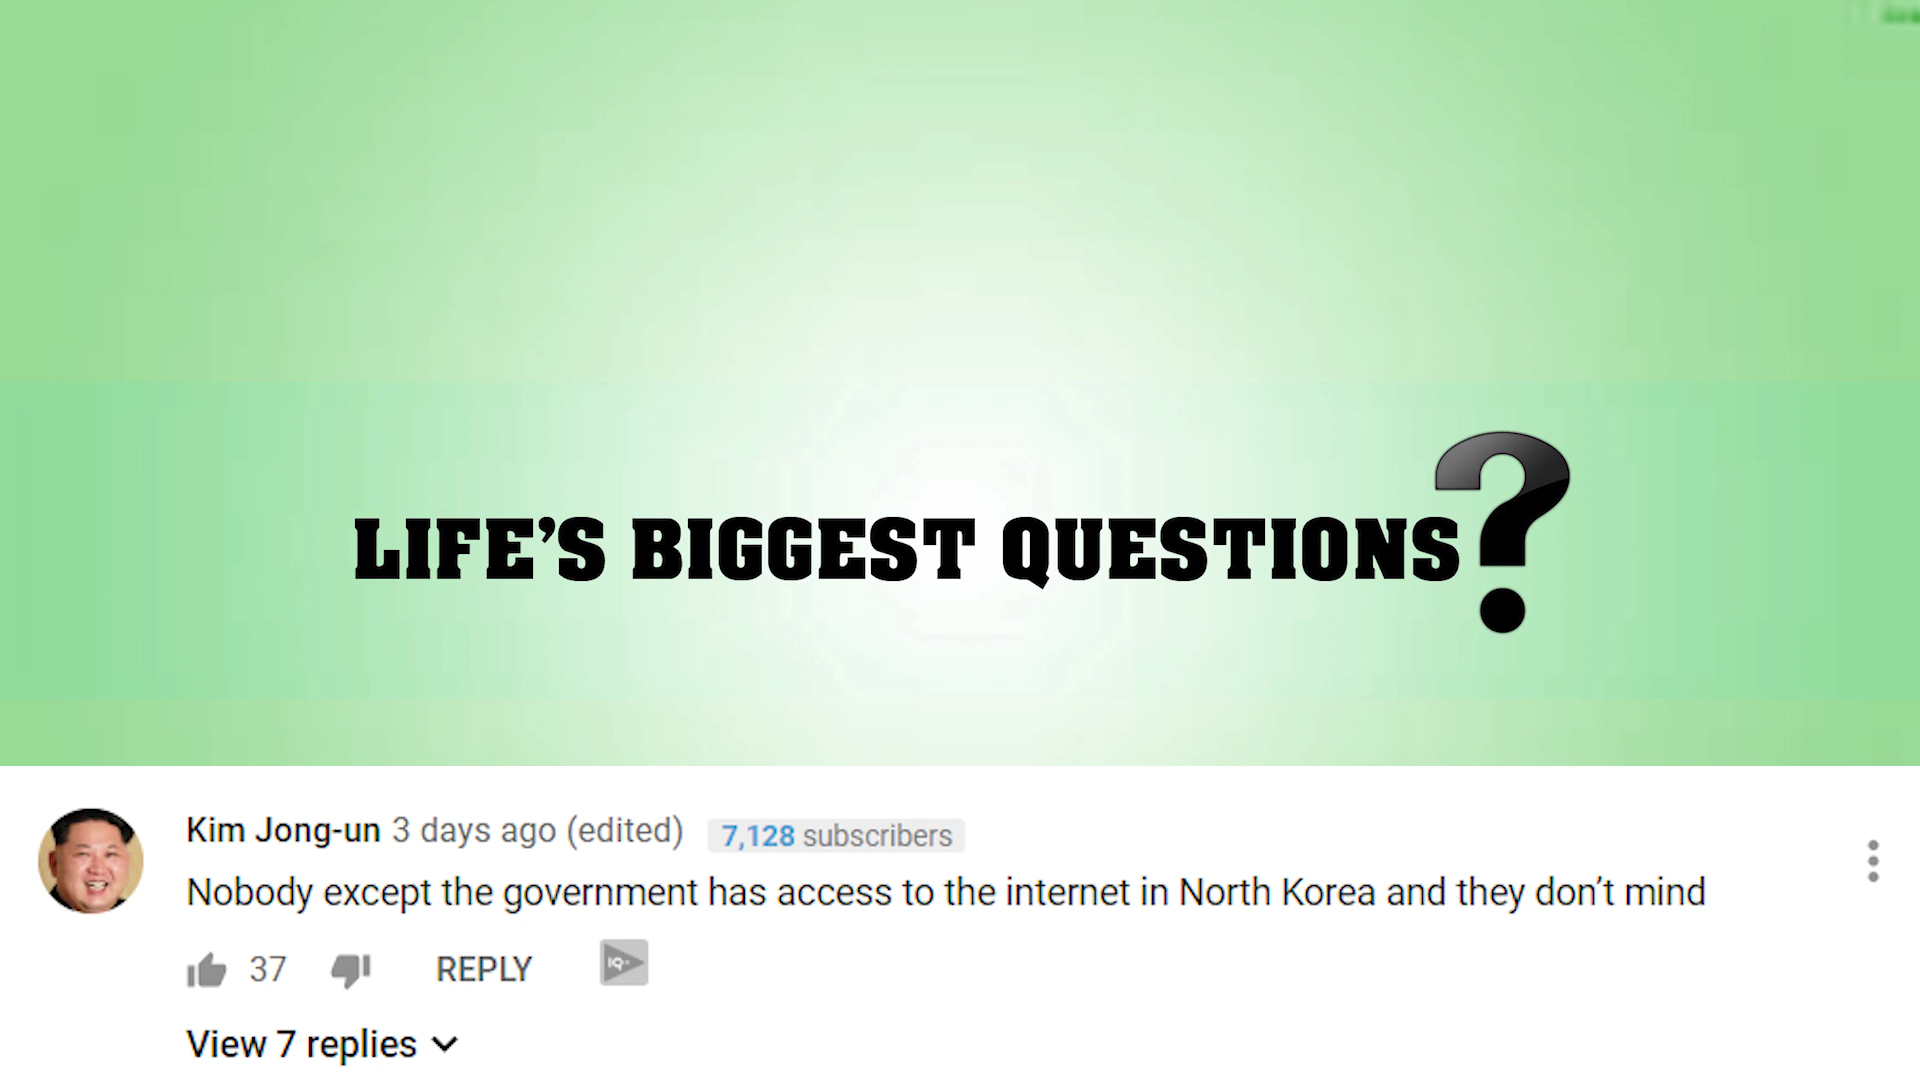 LIFE'S BIGGEST QUESTIONS?
Kim Jong-un 3 days ago (edited) 7,128 subscribers
Nobody except the government has access to the internet in North Korea and they don't mind
37 REPLY IQ
View 7 replies